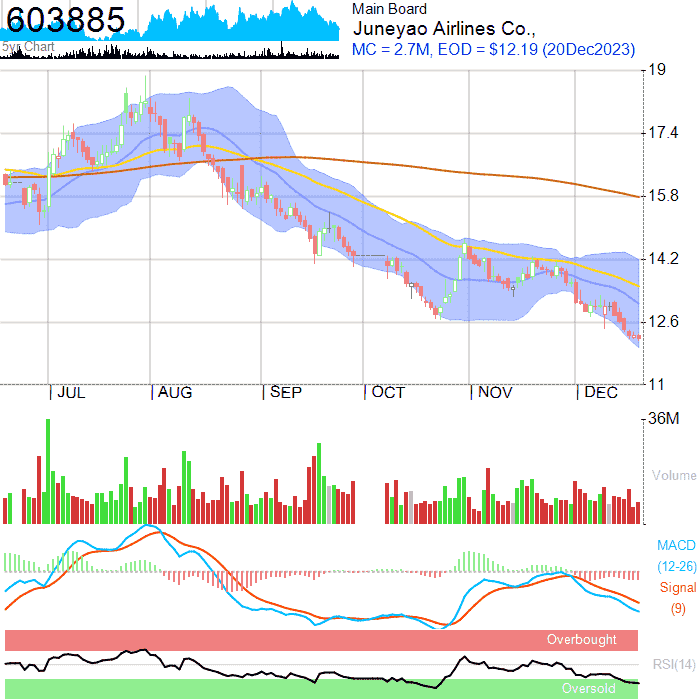 603885
5yr Chart
Main Board
Juneyao Airlines Co.,
MC = 2.7M, EOD = $12.19 (20Dec2023)
19
17.4
15.8
14.2
12.6
11
JUL
AUG
SEP
OCT
NOV
DEC
36M
Volume
MACD
(12-26)
Signal
(9)
Overbought
RSI(14)
Oversold